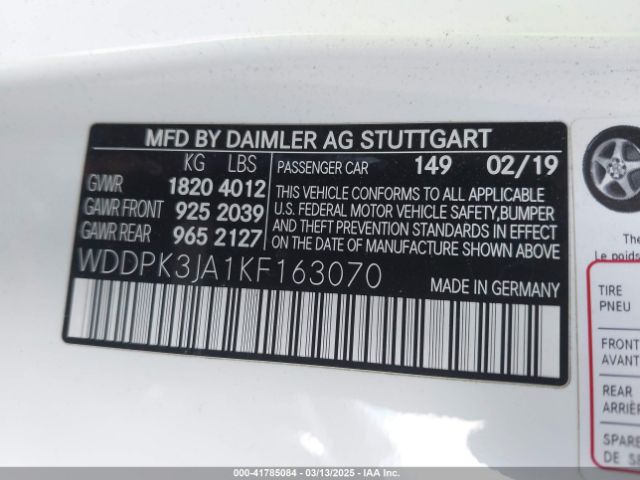 MFD BY DAIMLER AG STUTTGART
KG LBS
GVWR 1820 4012
GAWR FRONT 925 2039
GAWR REAR 965 2127
PASSENGER CAR 149 02/19
THIS VEHICLE CONFORMS TO ALL APPLICABLE
U.S. FEDERAL MOTOR VEHICLE SAFETY,BUMPER
AND THEFT PREVENTION STANDARDS IN EFFECT
ON THE DATE OF MANUFACTURE SHOWN ABOVE
WDDPK3JA1KF163070
MADE IN GERMANY
The
Le poids
TIRE
PNEU
FRONT
AVANT
REAR
ARRIÈR
SPARE
DE SE
000-41785084 - 03/13/2025 - IAA Inc.